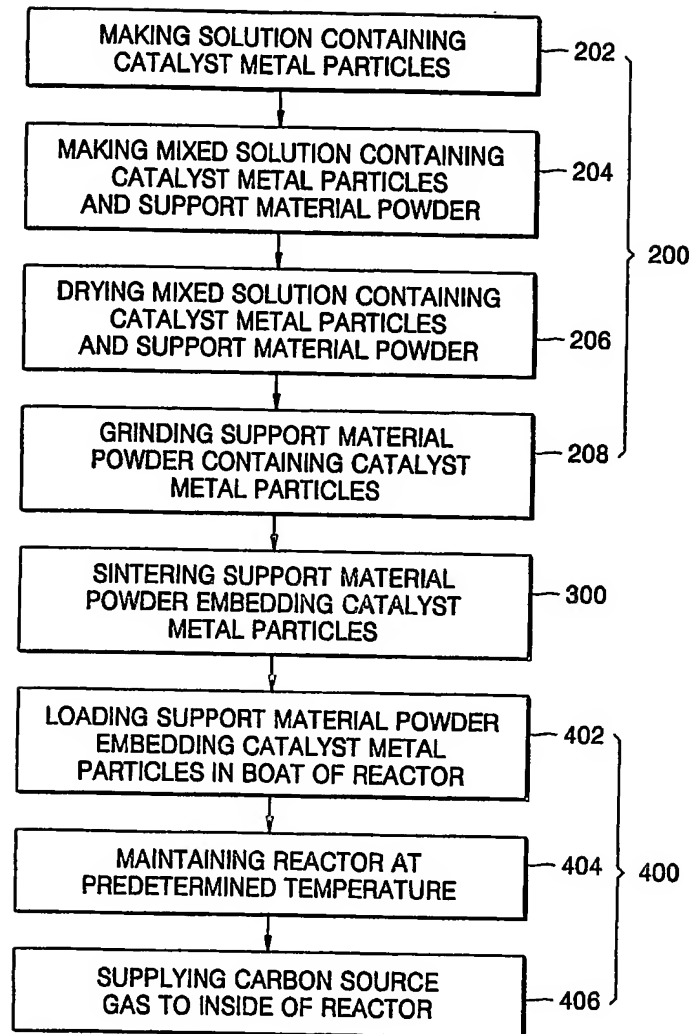 MAKING SOLUTION CONTAINING
CATALYST METAL PARTICLES
202
MAKING MIXED SOLUTION CONTAINING
CATALYST METAL PARTICLES
AND SUPPORT MATERIAL POWDER
204
200
DRYING MIXED SOLUTION CONTAINING
CATALYST METAL PARTICLES
AND SUPPORT MATERIAL POWDER
206
GRINDING SUPPORT MATERIAL
POWDER CONTAINING CATALYST
METAL PARTICLES
208
SINTERING SUPPORT MATERIAL
POWDER EMBEDDING CATALYST
METAL PARTICLES
300
LOADING SUPPORT MATERIAL POWDER
EMBEDDING CATALYST METAL
PARTICLES IN BOAT OF REACTOR
402
MAINTAINING REACTOR AT
PREDETERMINED TEMPERATURE
404
400
SUPPLYING CARBON SOURCE
GAS TO INSIDE OF REACTOR
406